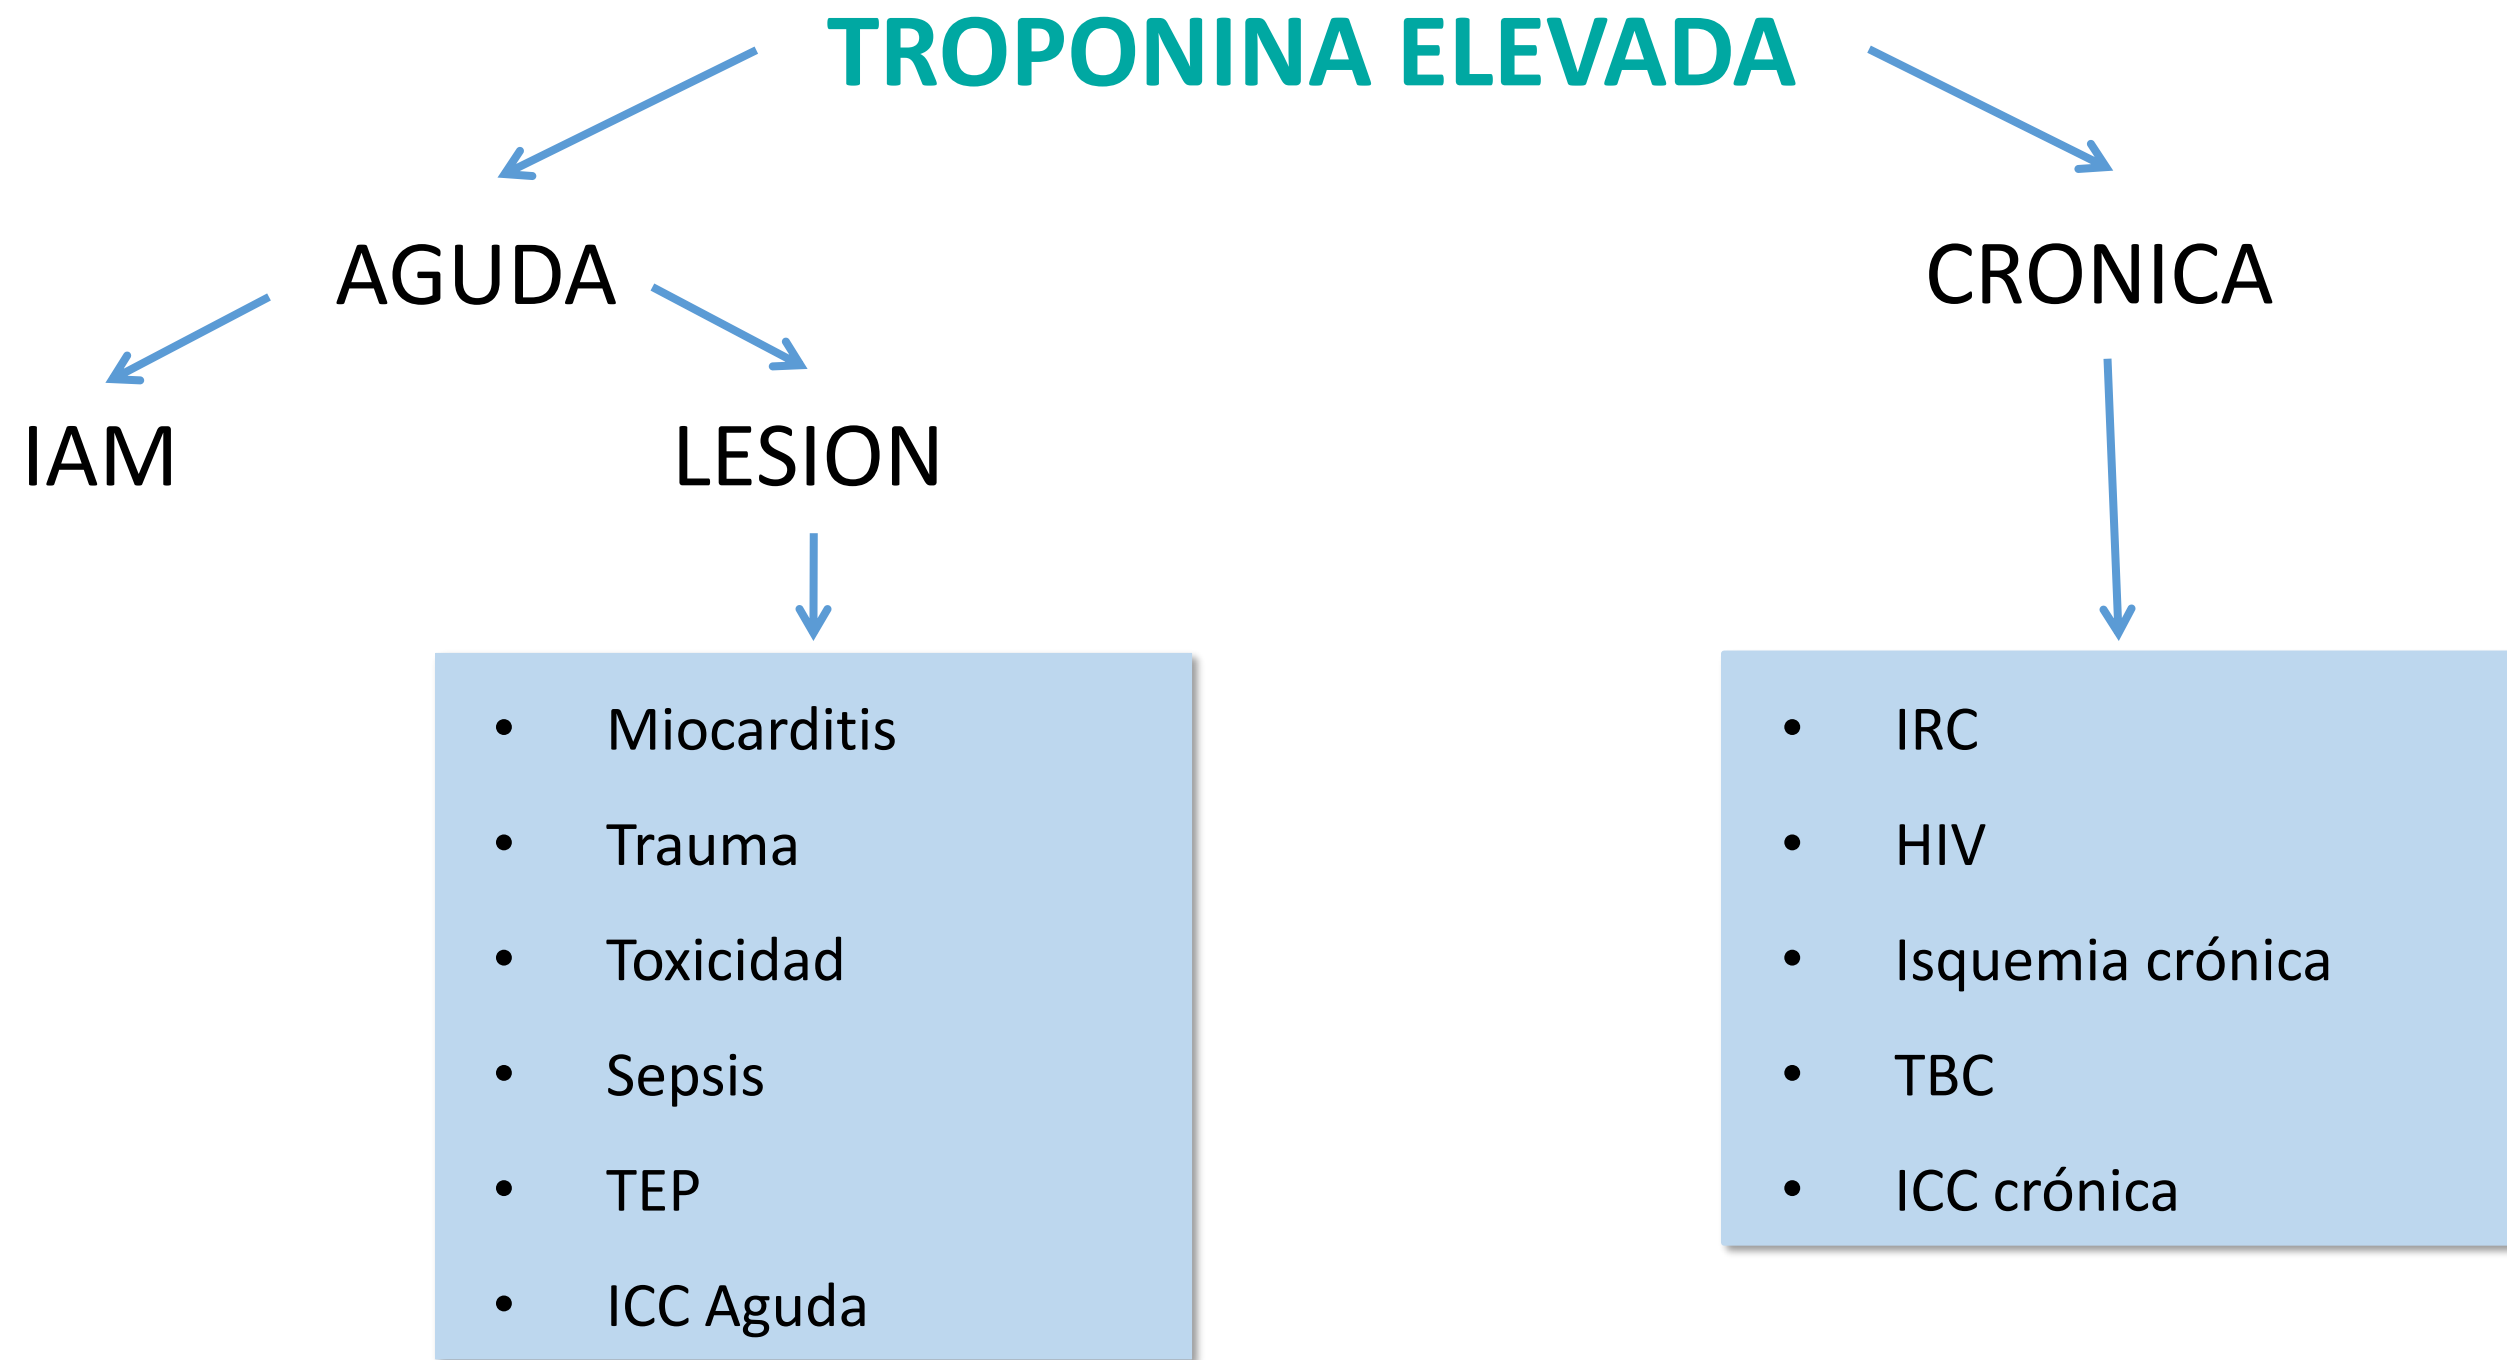 TROPONINA ELEVADA
AGUDA
CRONICA
IAM
LESION
• Miocarditis
• Trauma
• Toxicidad
• Sepsis
• TEP
• ICC Aguda
• IRC
• HIV
• Isquemia crónica
• TBC
• ICC crónica